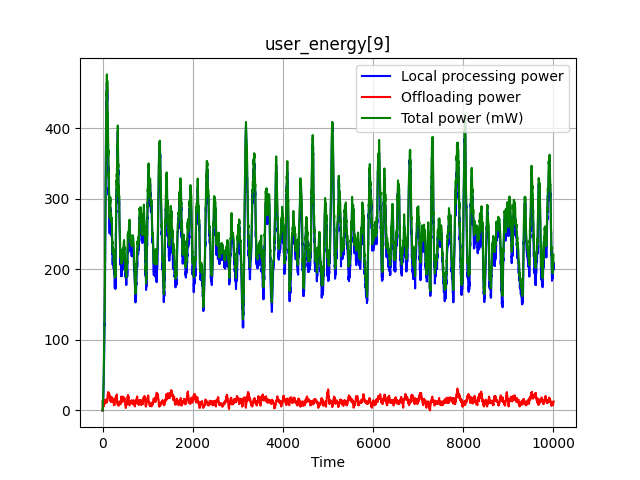 user_energy[9]
Local processing power
Offloading power
Total power (mW)
400
300
200
100
0
0
2000
4000
6000
8000
10000
Time